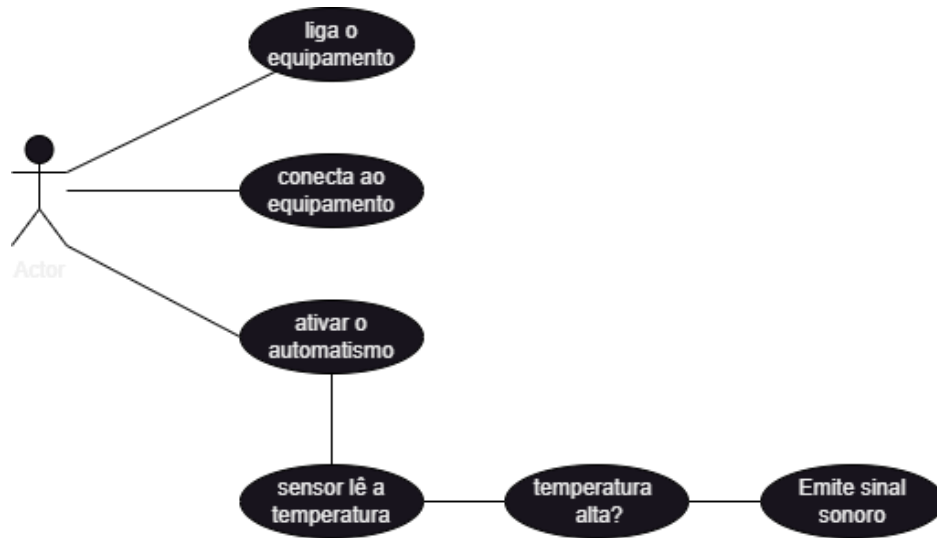 liga o
equipamento
conecta ao
equipamento
Actor
ativar o
automatismo
sensor lê a
temperatura
temperatura
alta?
Emite sinal
sonoro